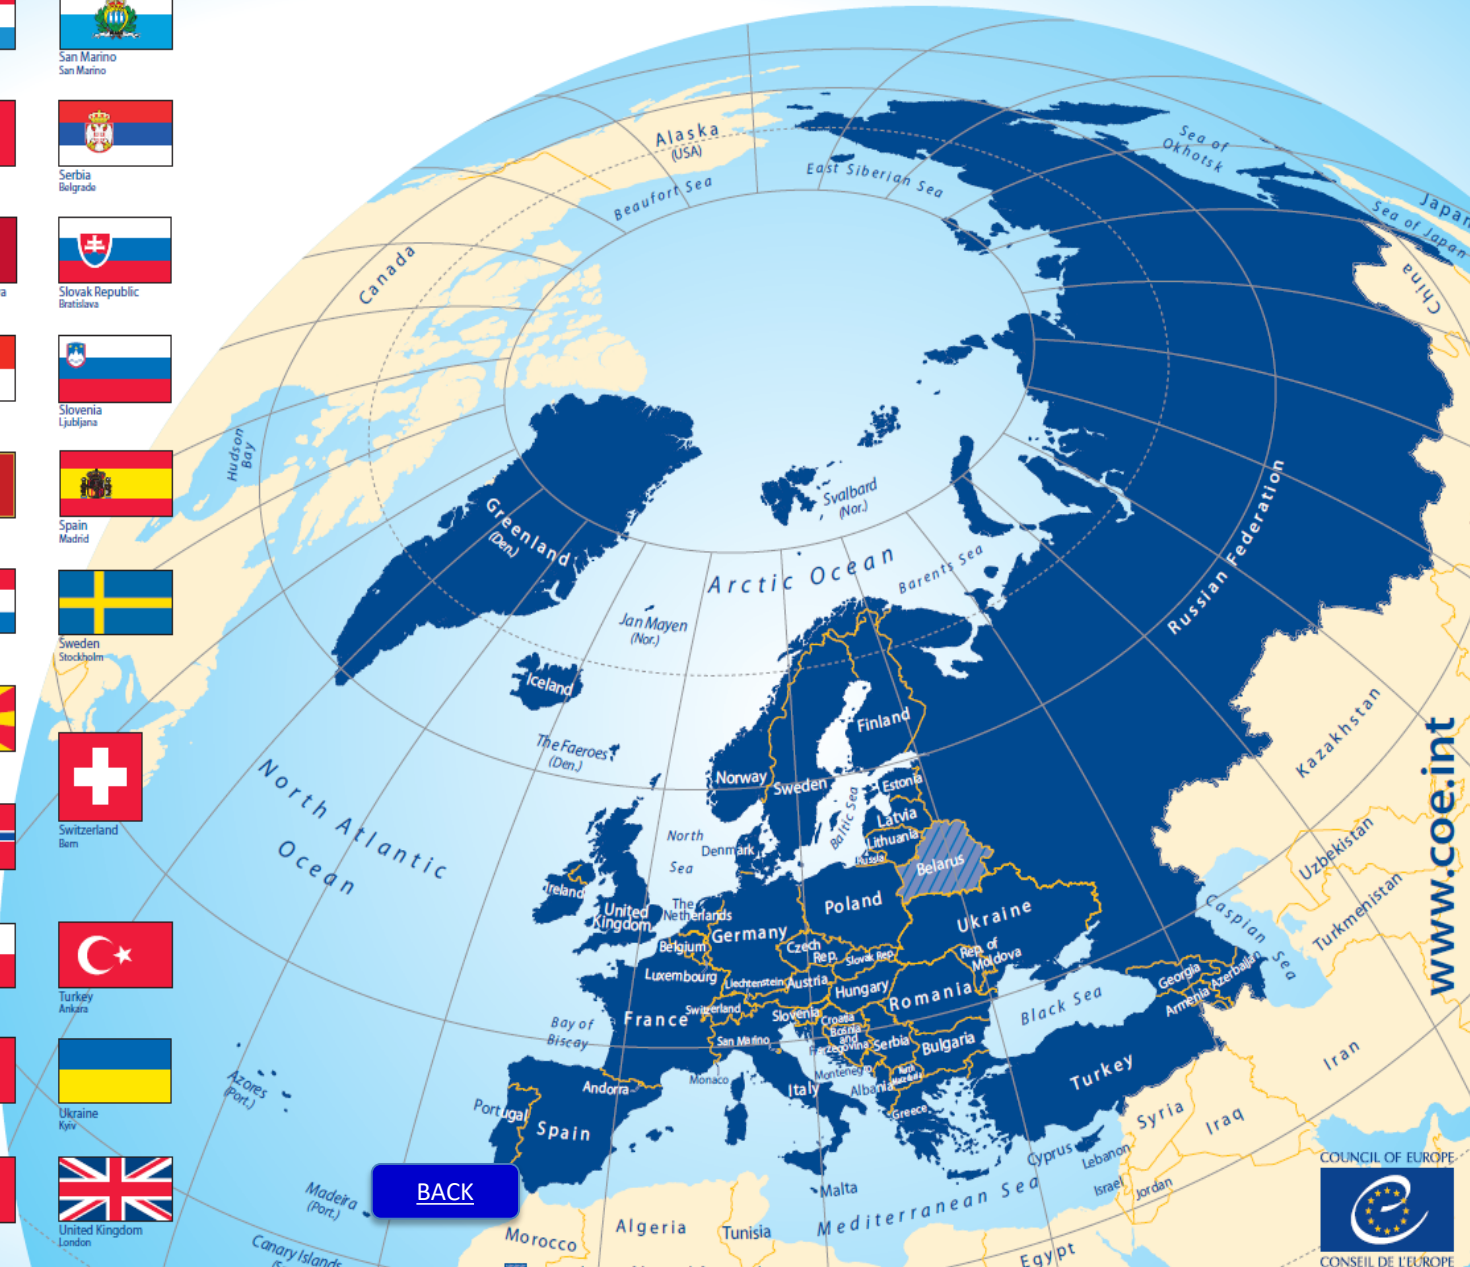 San Marino
San Marino
Serbia
Belgrade
Slovak Republic
Bratislava
Slovenia
Ljubljana
Spain
Madrid
Sweden
Stockholm
Switzerland
Bern
Turkey
Ankara
Ukraine
Kyiv
United Kingdom
London
a
Alaska
(USA)
Beaufort Sea
East Siberian Sea
Sea of
Okhotsk
Japan
Sea of Japan
China
Canada
Hudson
Bay
Greenland
(Den.)
Svalbard
(Nor.)
Arctic Ocean
Barents Sea
Russian Federation
Jan Mayen
(Nor.)
Iceland
The Faeroes
(Den.)
North Atlantic
Ocean
Finland
Norway
Sweden
Estonia
Baltic Sea
Latvia
Lithuania
Russia
Belarus
North
Sea
Denmark
Ireland
United
Kingdom
The
Netherlands
Belgium
Germany
Poland
Ukraine
Luxembourg
Czech
Rep.
Slovak Rep.
Rep. of
Moldova
Liechtenstein
Austria
Hungary
Romania
France
Switzerland
Slovenia
Croatia
Bosnia
and
Herzegovina
Serbia
Bulgaria
San Marino
Bay of
Biscay
Monaco
Montenegro
North
Macedonia
Andorra
Italy
Albania
Greece
Portugal
Spain
Azores
(Port.)
Madeira
(Port.)
Canary Islands
BACK
Malta
Mediterranean Sea
Morocco
Algeria
Tunisia
Egypt
Black Sea
Georgia
Armenia
Azerbaijan
Turkey
Cyprus
Lebanon
Israel
Jordan
Syria
Iraq
Iran
Caspian Sea
Kazakhstan
Uzbekistan
Turkmenistan
www.coe.int
COUNCIL OF EUROPE
CONSEIL DE L'EUROPE